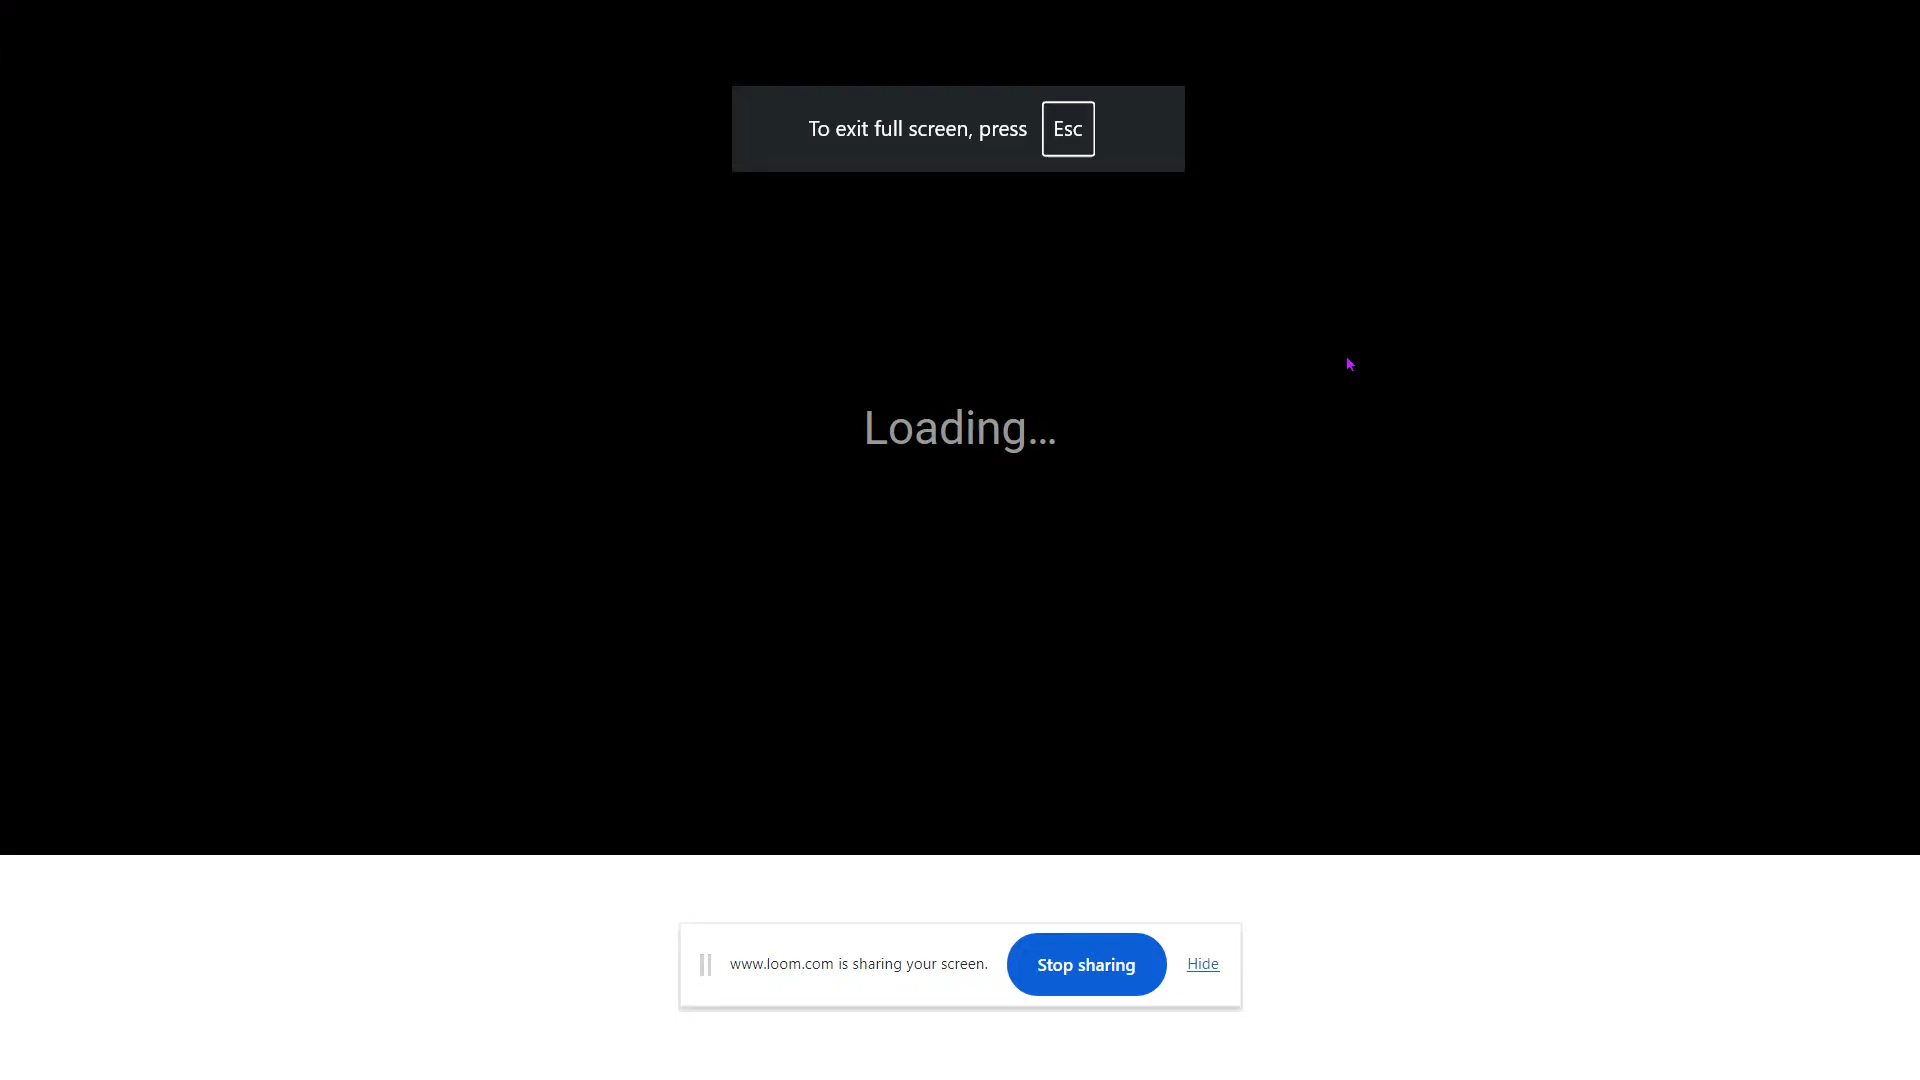 To exit full screen, press Esc
Loading...
www.loom.com is sharing your screen. Stop sharing Hide